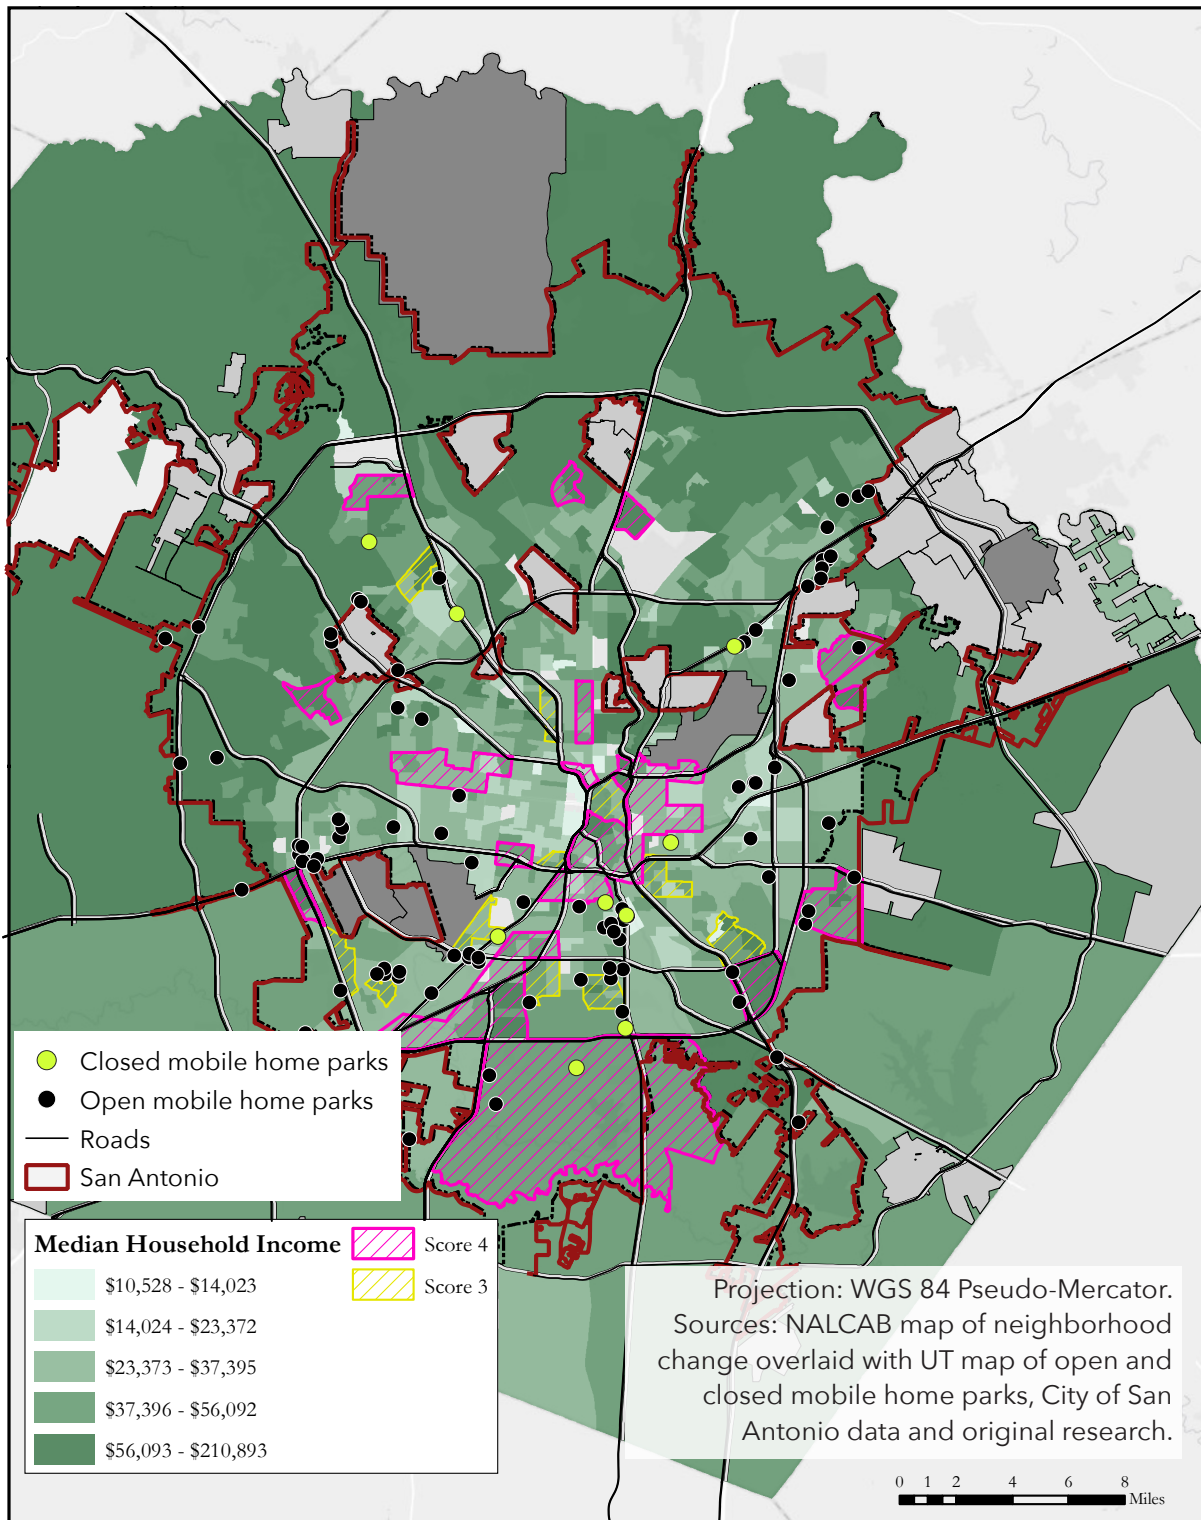 Closed mobile home parks
Open mobile home parks
Roads
San Antonio
Median Household Income
$10,528 - $14,023
$14,024 - $23,372
$23,373 - $37,395
$37,396 - $56,092
$56,093 - $210,893
Score 4
Score 3
Projection: WGS 84 Pseudo-Mercator.
Sources: NALCAB map of neighborhood
change overlaid with UT map of open and
closed mobile home parks, City of San
Antonio data and original research.
0 1 2 4 6 8
Miles